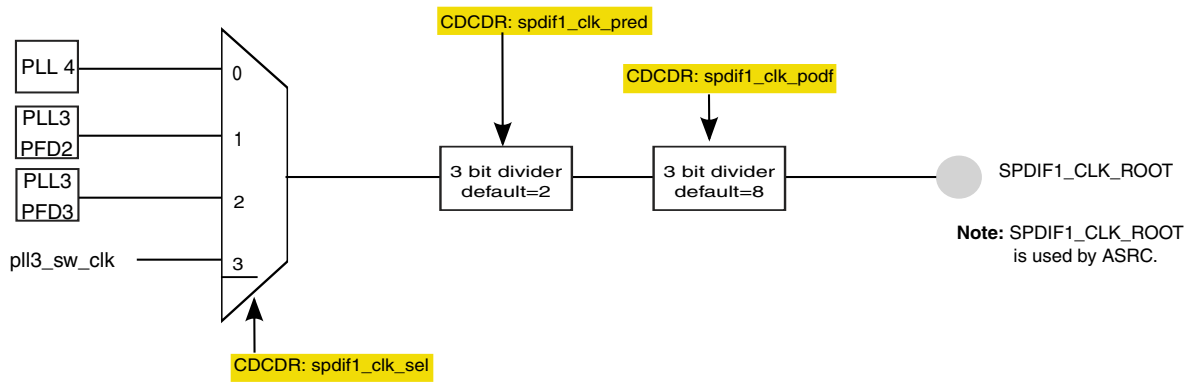 CDCDR: spdif1_clk_pred
PLL 4
0
CDCDR: spdif1_clk_podf
PLL3
PFD2
1
3 bit divider
default=2
3 bit divider
default=8
SPDIF1_CLK_ROOT
PLL3
PFD3
2
Note: SPDIF1_CLK_ROOT
is used by ASRC.
pll3_sw_clk
3
CDCDR: spdif1_clk_sel